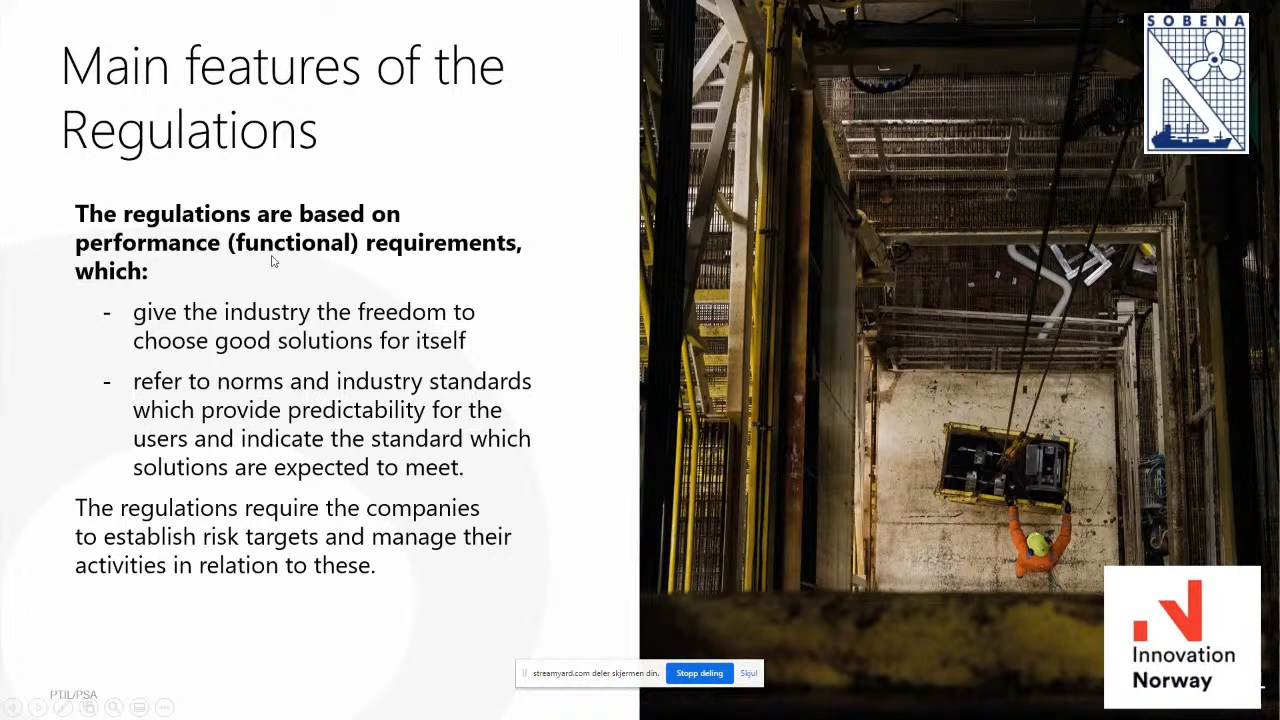 Main features of the
Regulations
The regulations are based on
performance (functional) requirements,
which:
- give the industry the freedom to
choose good solutions for itself
- refer to norms and industry standards
which provide predictability for the
users and indicate the standard which
solutions are expected to meet.
The regulations require the companies
to establish risk targets and manage their
activities in relation to these.
PTIL/PSA
streamyard.com deler skjermen din. Stopp deling Skjul
SOBENA
Innovation
Norway